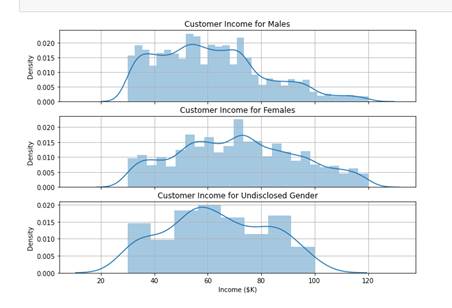 Customer Income for Males
0.020
0.015
0.010
0.005
0.000
Density
Customer Income for Females
0.020
0.015
0.010
0.005
0.000
Density
Customer Income for Undisclosed Gender
0.020
0.015
0.010
0.005
0.000
Density
20 40 60 80 100 120
Income ($K)